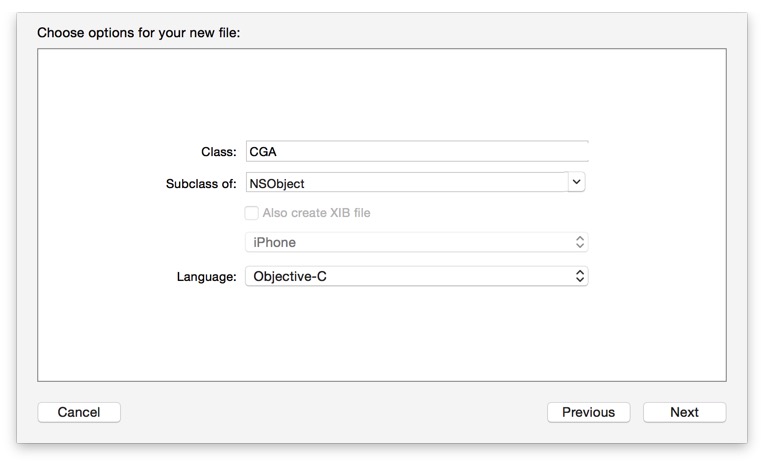 Choose options for your new file:
Class: CGA
Subclass of: NSObject
Also create XIB file
iPhone
Language: Objective-C
Cancel Previous Next